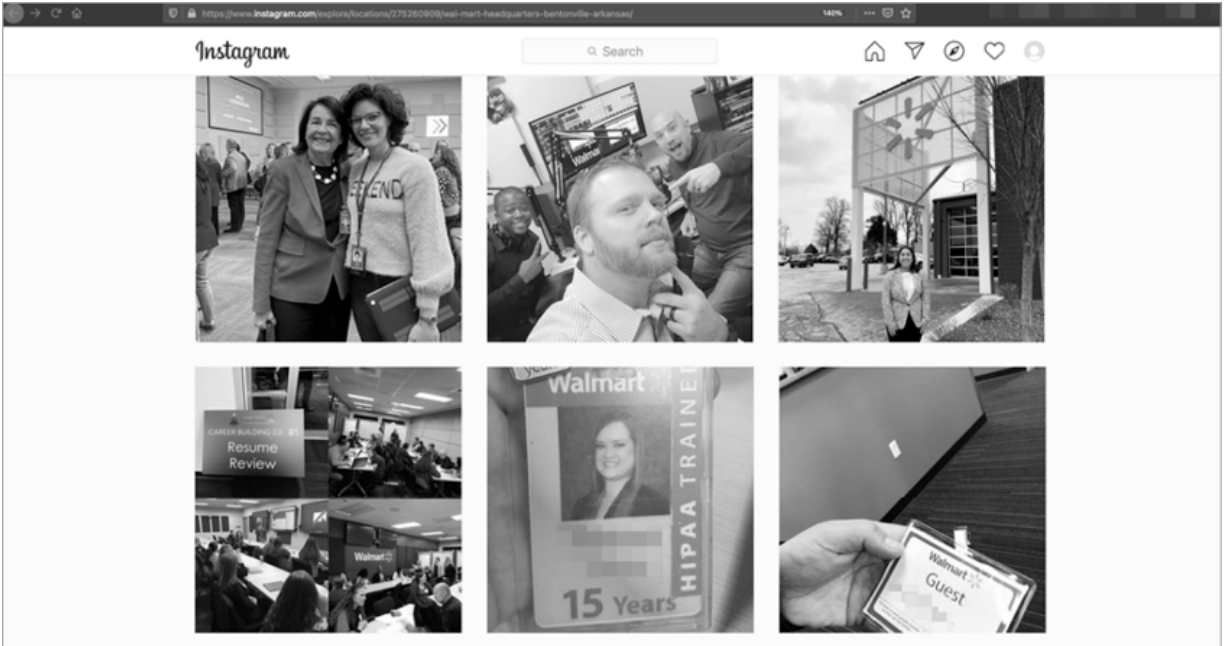 https://www.instagram.com/explore/locations/275260909/wal-mart-headquarters-bentonville-arkansas/
140%
Instagram
Search
Walmart
CAREER BUILDING 2.0
Resume
Review
Walmart
Walmart
HIPAA TRAINED
15 Years
Walmart
Guest